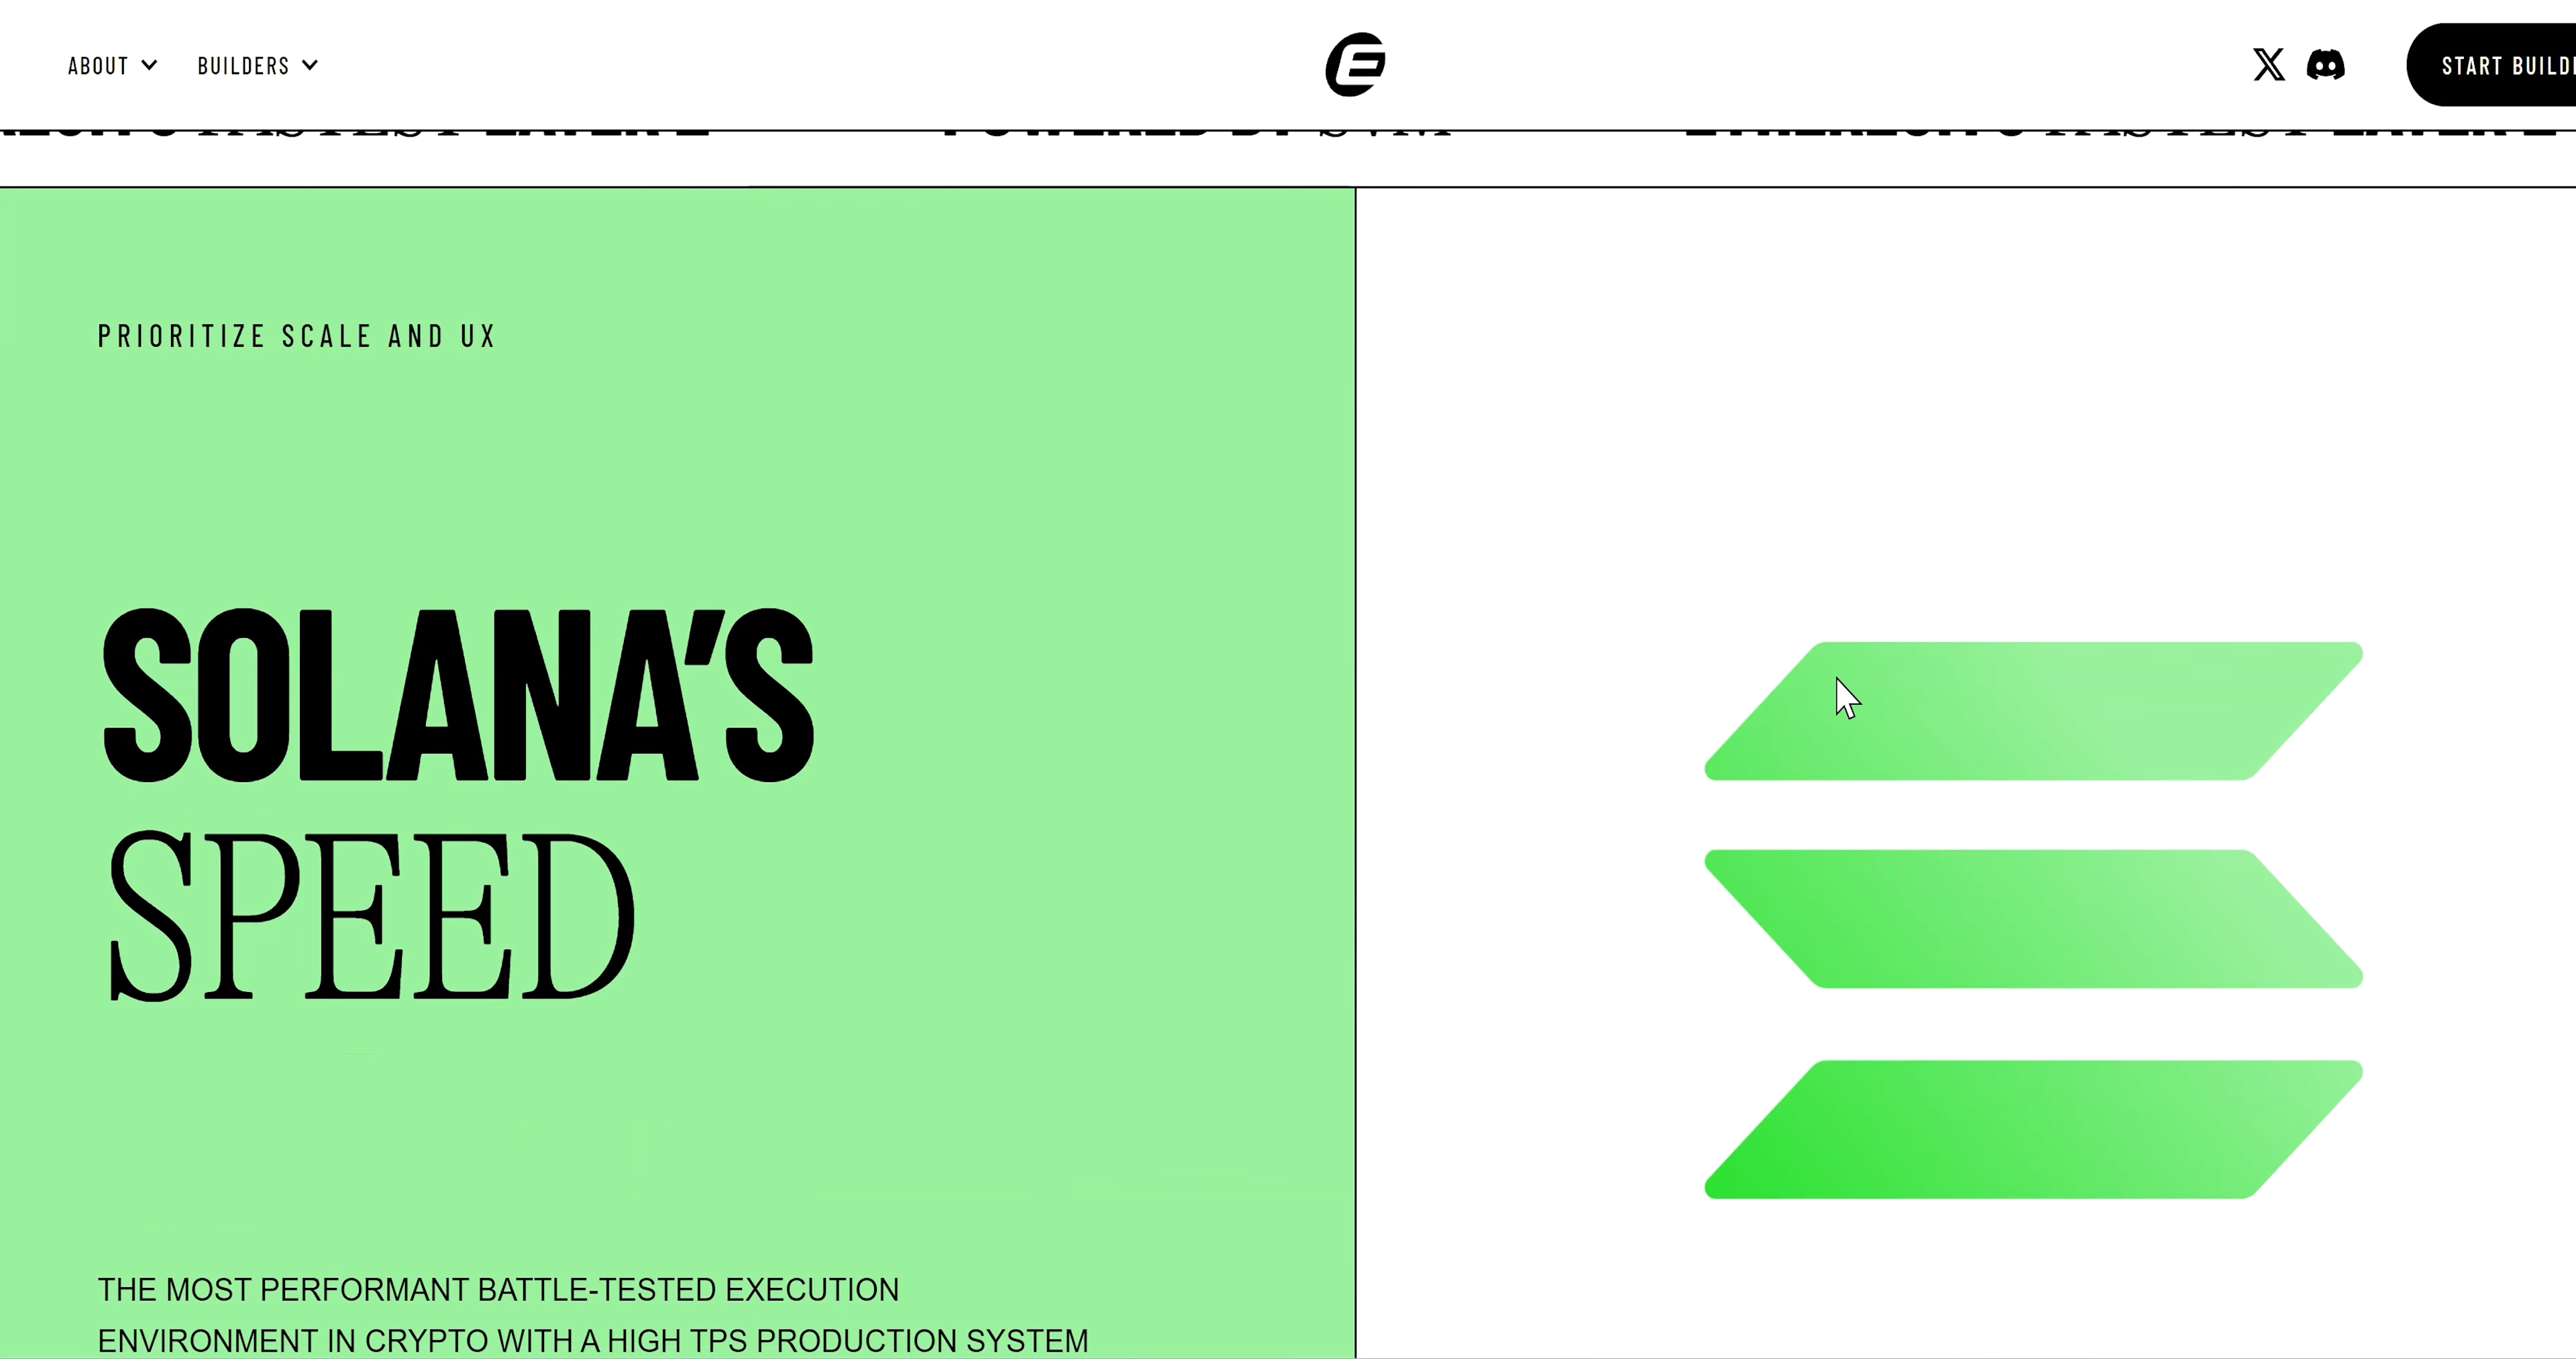 ABOUT
BUILDERS
START
PRIORITIZE SCALE AND UX
SOLANA'S
SPEED
THE MOST PERFORMANT BATTLE-TESTED EXECUTION
ENVIRONMENT IN CRYPTO WITH A HIGH TPS PRODUCTION SYSTEM